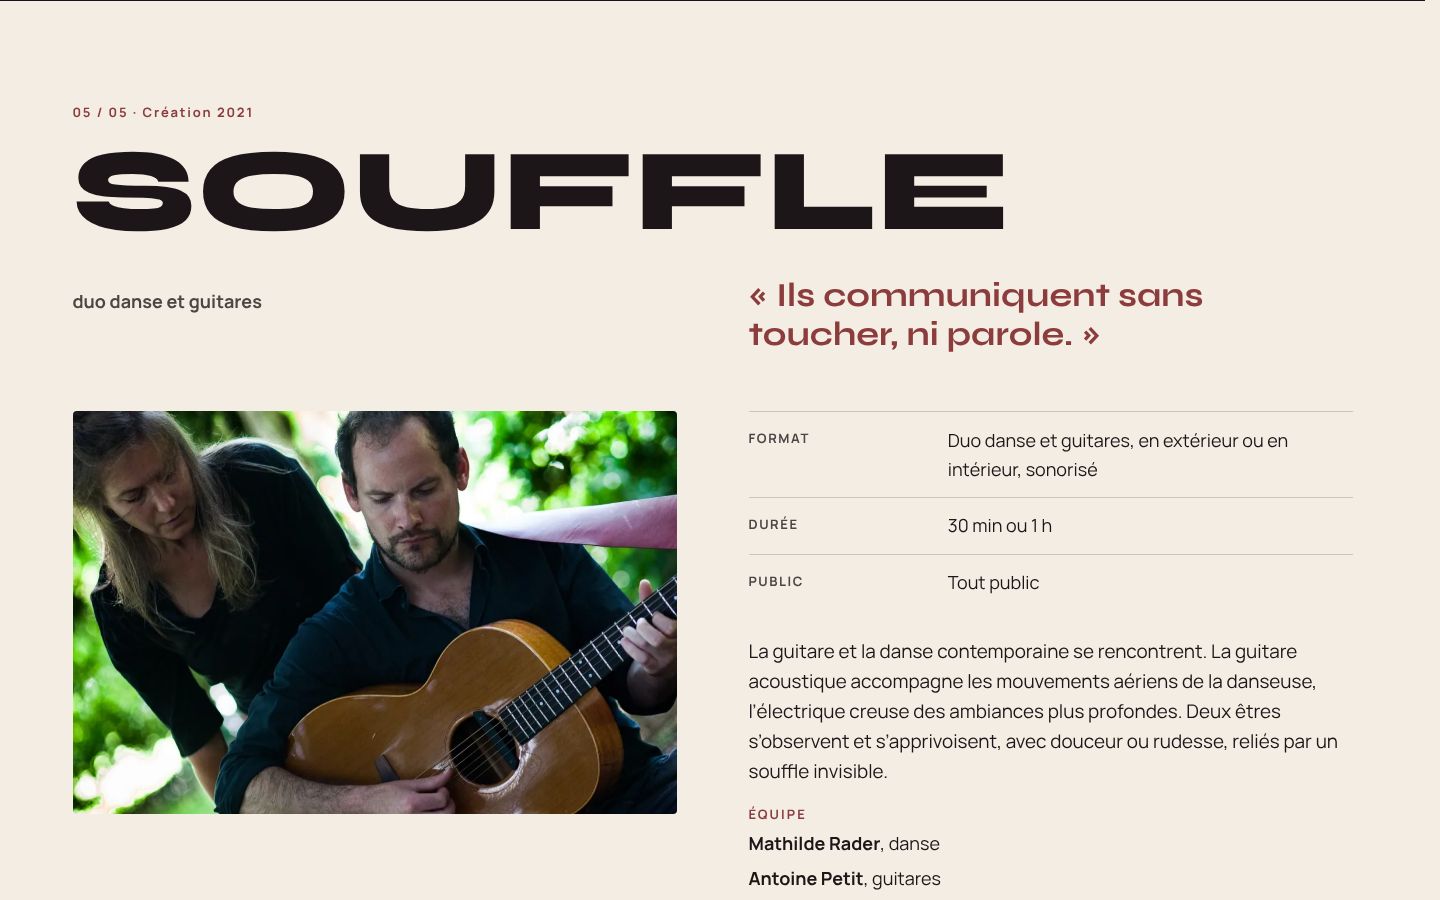 05 / 05 · Création 2021
SOUFFLE
duo danse et guitares
« Ils communiquent sans
toucher, ni parole. »
FORMAT
Duo danse et guitares, en extérieur ou en
intérieur, sonorisé
DURÉE
30 min ou 1 h
PUBLIC
Tout public
La guitare et la danse contemporaine se rencontrent. La guitare
acoustique accompagne les mouvements aériens de la danseuse,
l’électrique creuse des ambiances plus profondes. Deux êtres
s’observent et s’apprivoisent, avec douceur ou rudesse, reliés par un
souffle invisible.
ÉQUIPE
Mathilde Rader, danse
Antoine Petit, guitares